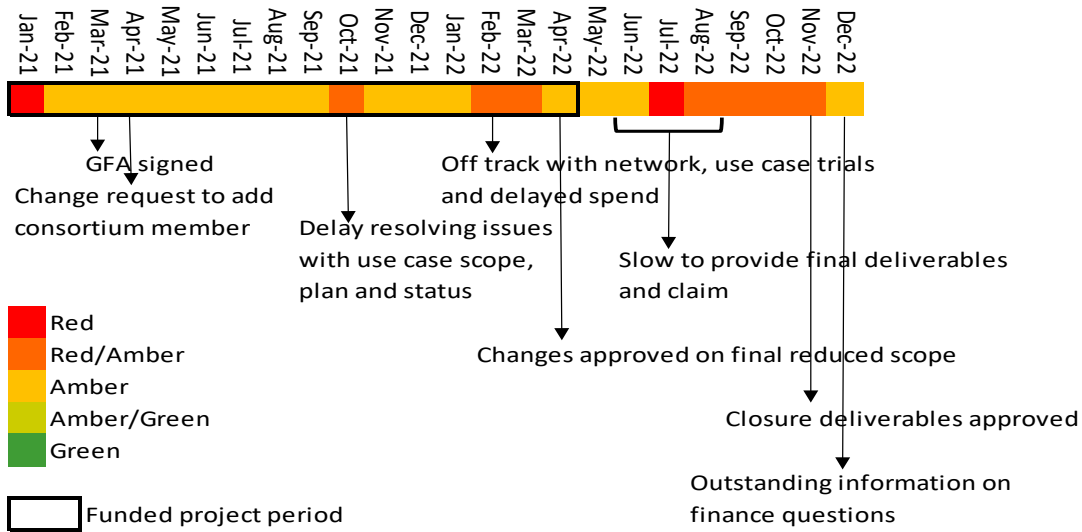 Jan-21
Feb-21
Mar-21
Apr-21
May-21
Jun-21
Jul-21
Aug-21
Sep-21
Oct-21
Nov-21
Dec-21
Jan-22
Feb-22
Mar-22
Apr-22
May-22
Jun-22
Jul-22
Aug-22
Sep-22
Oct-22
Nov-22
Dec-22
GFA signed
Change request to add
consortium member
Off track with network, use case trials
and delayed spend
Delay resolving issues
with use case scope,
plan and status
Slow to provide final deliverables
and claim
Changes approved on final reduced scope
Closure deliverables approved
Outstanding information on
finance questions
Red
Red/Amber
Amber
Amber/Green
Green
Funded project period